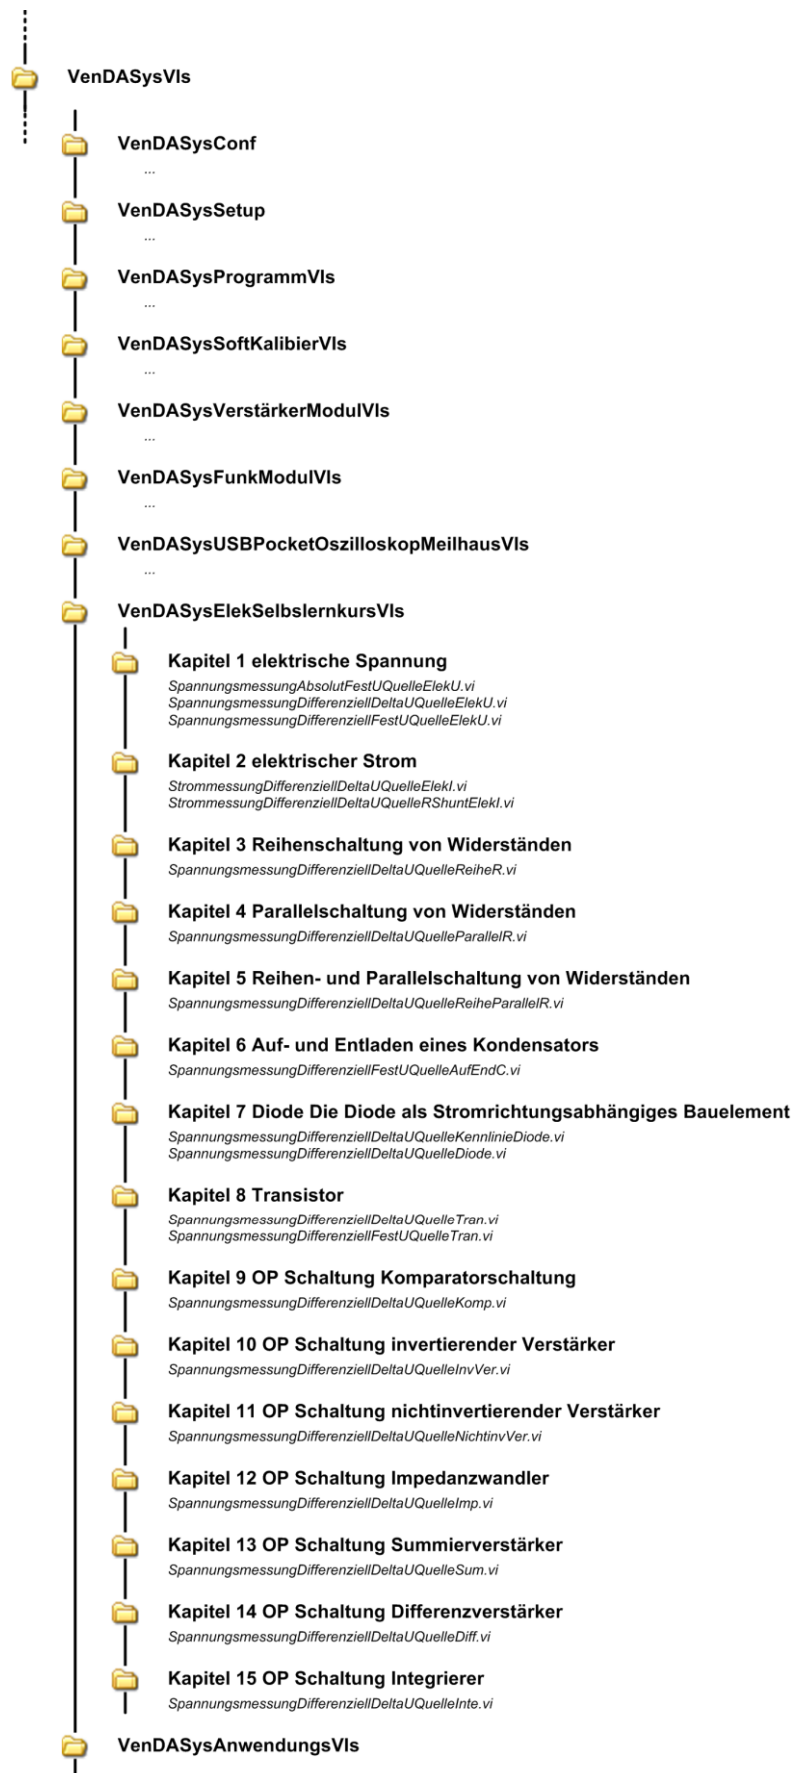 VenDASysVIs
VenDASysConf
...
VenDASysSetup
...
VenDASysProgrammVIs
...
VenDASysSoftKalibierVIs
...
VenDASysVerstärkerModulVIs
...
VenDASysFunkModulVIs
...
VenDASysUSBPocketOszilloskopMeilhausVIs
...
VenDASysElekSelbslernkursVIs
Kapitel 1 elektrische Spannung
SpannungsmessungAbsolutFestUQuelleElekU.vi
SpannungsmessungDifferenziellDeltaUQuelleElekU.vi
SpannungsmessungDifferenziellFestUQuelleElekU.vi
Kapitel 2 elektrischer Strom
StrommessungDifferenziellDeltaUQuelleElekI.vi
StrommessungDifferenziellDeltaUQuelleRShuntElekI.vi
Kapitel 3 Reihenschaltung von Widerständen
SpannungsmessungDifferenziellDeltaUQuelleReiheR.vi
Kapitel 4 Parallelschaltung von Widerständen
SpannungsmessungDifferenziellDeltaUQuelleParallelR.vi
Kapitel 5 Reihen- und Parallelschaltung von Widerständen
SpannungsmessungDifferenziellDeltaUQuelleReiheParallelR.vi
Kapitel 6 Auf- und Entladen eines Kondensators
SpannungsmessungDifferenziellFestUQuelleAufEndC.vi
Kapitel 7 Diode Die Diode als Stromrichtungsabhängiges Bauelement
SpannungsmessungDifferenziellDeltaUQuelleKennlinieDiode.vi
SpannungsmessungDifferenziellDeltaUQuelleDiode.vi
Kapitel 8 Transistor
SpannungsmessungDifferenziellDeltaUQuelleTran.vi
SpannungsmessungDifferenziellFestUQuelleTran.vi
Kapitel 9 OP Schaltung Komparatorschaltung
SpannungsmessungDifferenziellDeltaUQuelleKomp.vi
Kapitel 10 OP Schaltung invertierender Verstärker
SpannungsmessungDifferenziellDeltaUQuelleInvVer.vi
Kapitel 11 OP Schaltung nichtinvertierender Verstärker
SpannungsmessungDifferenziellDeltaUQuelleNichtinvVer.vi
Kapitel 12 OP Schaltung Impedanzwandler
SpannungsmessungDifferenziellDeltaUQuelleImp.vi
Kapitel 13 OP Schaltung Summierverstärker
SpannungsmessungDifferenziellDeltaUQuelleSum.vi
Kapitel 14 OP Schaltung Differenzverstärker
SpannungsmessungDifferenziellDeltaUQuelleDiff.vi
Kapitel 15 OP Schaltung Integrierer
SpannungsmessungDifferenziellDeltaUQuelleInte.vi
VenDASysAnwendungsVIs